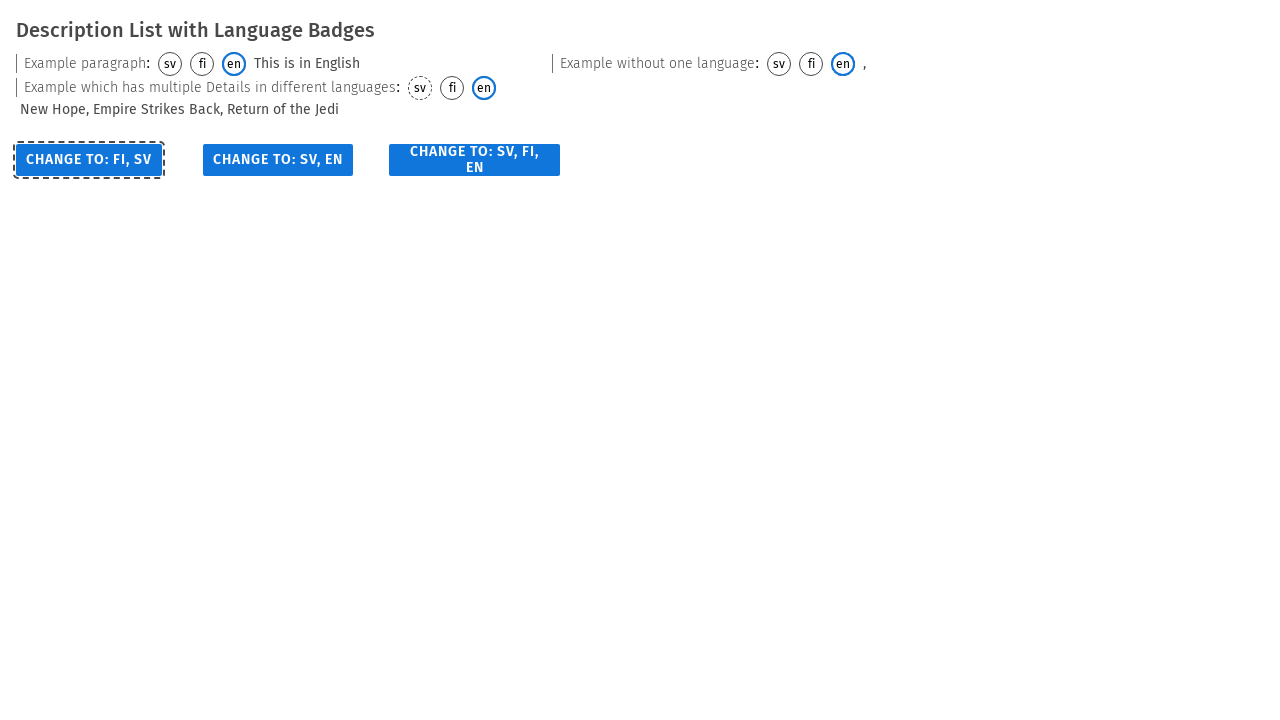 Description List with Language Badges
Example paragraph: sv fi en This is in English
Example without one language: sv fi en ,
Example which has multiple Details in different languages: sv fi en
New Hope, Empire Strikes Back, Return of the Jedi
CHANGE TO: FI, SV
CHANGE TO: SV, EN
CHANGE TO: SV, FI,
EN